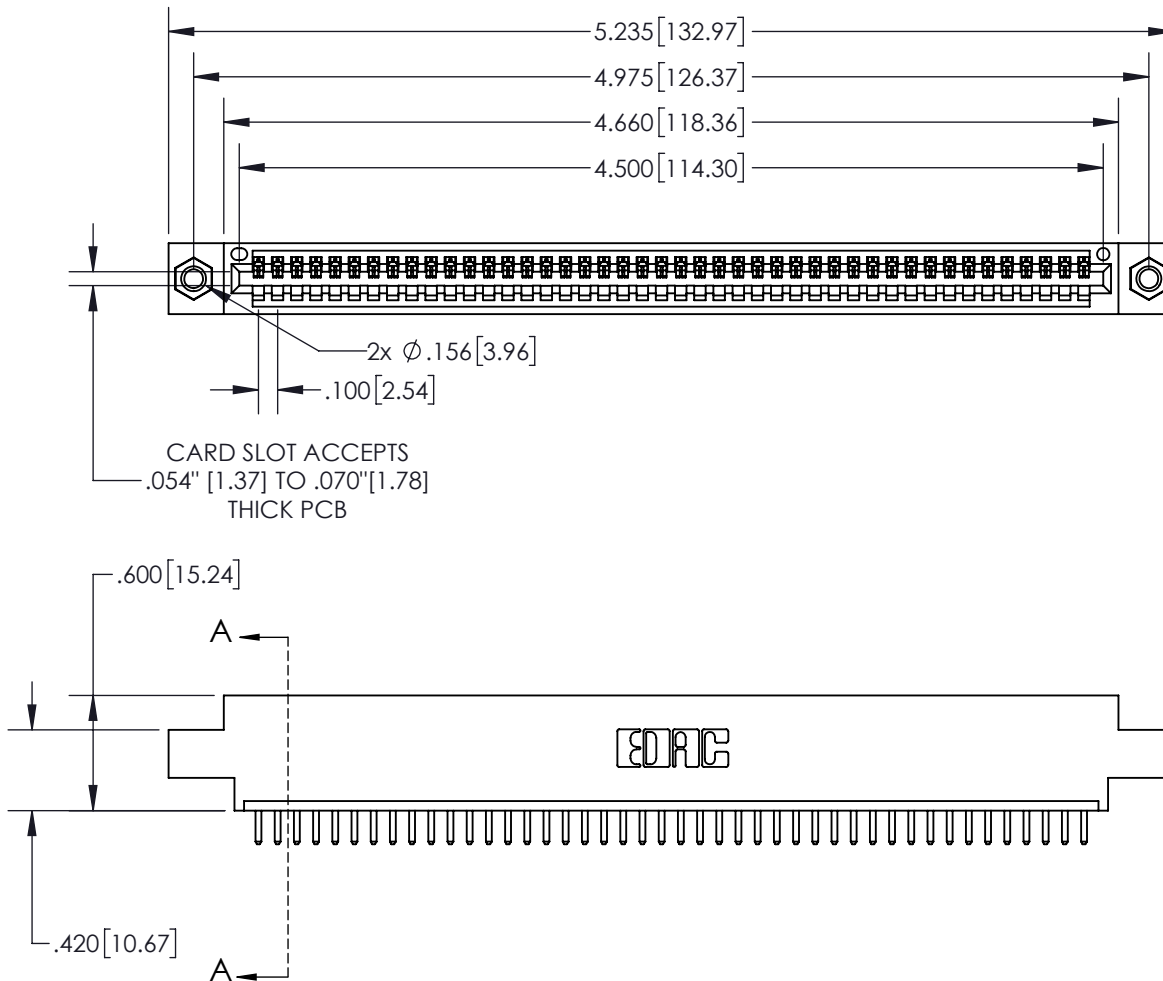 5.235[132.97]
4.975[126.37]
4.660[118.36]
4.500[114.30]
2x Ø.156[3.96]
.100[2.54]
CARD SLOT ACCEPTS
.054" [1.37] TO .070"[1.78]
THICK PCB
.600[15.24]
A
EDAC
.420[10.67]
A